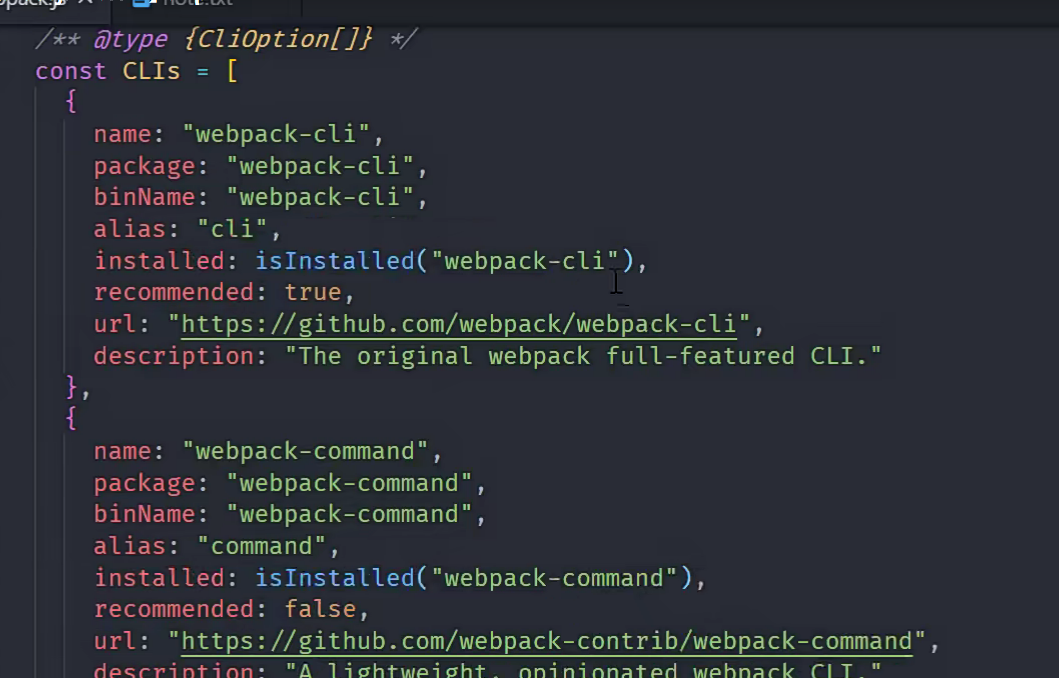 note.txt
/** @type {CliOption[]} */
const CLIs = [
{
name: "webpack-cli",
package: "webpack-cli",
binName: "webpack-cli",
alias: "cli",
installed: isInstalled("webpack-cli"),
recommended: true,
url: "https://github.com/webpack/webpack-cli",
description: "The original webpack full-featured CLI."
},
{
name: "webpack-command",
package: "webpack-command",
binName: "webpack-command",
alias: "command",
installed: isInstalled("webpack-command"),
recommended: false,
url: "https://github.com/webpack-contrib/webpack-command",
description: "A lightweight, opinionated webpack CLI."